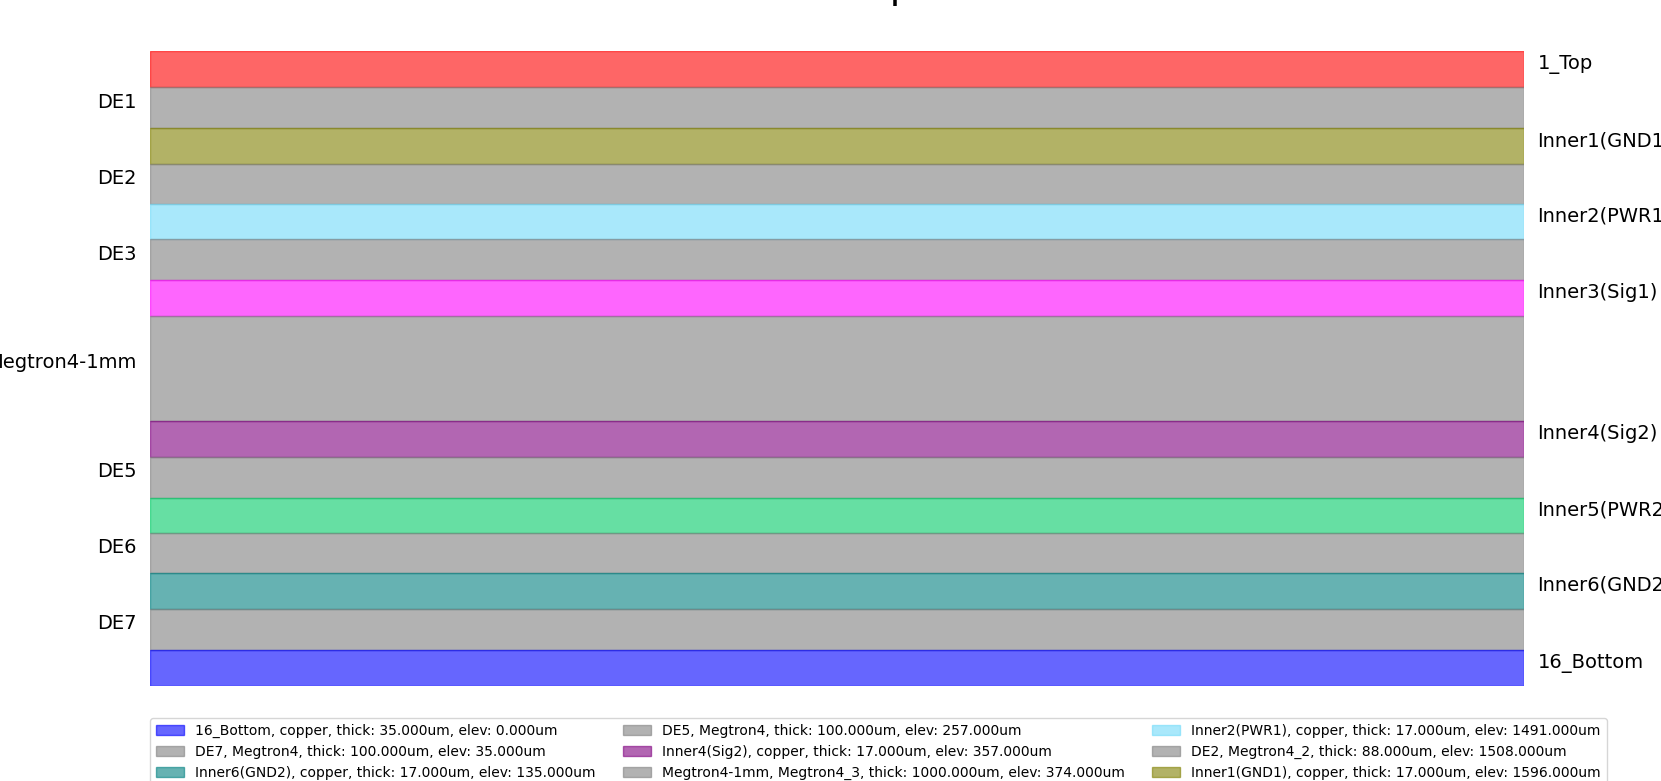 1_Top
DE1
Inner1(GND1
DE2
Inner2(PWR1
DE3
Inner3(Sig1)
egtron4-1mm
Inner4(Sig2)
DE5
Inner5(PWR2
DE6
Inner6(GND2
DE7
16_Bottom
16_Bottom, copper, thick: 35.000um, elev: 0.000um
DE7, Megtron4, thick: 100.000um, elev: 35.000um
Inner6(GND2), copper, thick: 17.000um, elev: 135.000um
DE5, Megtron4, thick: 100.000um, elev: 257.000um
Inner4(Sig2), copper, thick: 17.000um, elev: 357.000um
Megtron4-1mm, Megtron4_3, thick: 1000.000um, elev: 374.000um
Inner2(PWR1), copper, thick: 17.000um, elev: 1491.000um
DE2, Megtron4_2, thick: 88.000um, elev: 1508.000um
Inner1(GND1), copper, thick: 17.000um, elev: 1596.000um